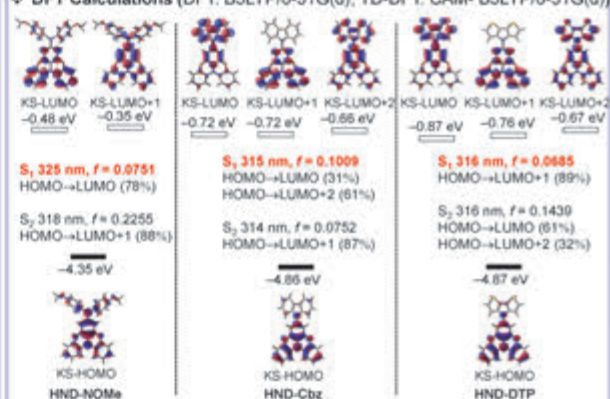 DFT Calculations (DFT: B3LYP/6-31G(d), TD-DFT: CAM- B3LYP/6-31G(d))
KS-LUMO KS-LUMO+1
−0.48 eV −0.35 eV
S1 325 nm, f = 0.0751
HOMO→LUMO (78%)
S2 318 nm, f = 0.2255
HOMO→LUMO+1 (88%)
−4.35 eV
KS-HOMO
HND-NOMe
KS-LUMO KS-LUMO+1 KS-LUMO+2
−0.72 eV −0.72 eV −0.66 eV
S1 315 nm, f = 0.1009
HOMO→LUMO (31%)
HOMO→LUMO+2 (61%)
S2 314 nm, f = 0.0752
HOMO→LUMO+1 (87%)
−4.86 eV
KS-HOMO
HND-Cbz
KS-LUMO KS-LUMO+1 KS-LUMO+2
−0.87 eV −0.76 eV −0.67 eV
S1 316 nm, f = 0.0685
HOMO→LUMO+1 (89%)
S2 316 nm, f = 0.1439
HOMO→LUMO (61%)
HOMO→LUMO+2 (32%)
−4.87 eV
KS-HOMO
HND-DTP